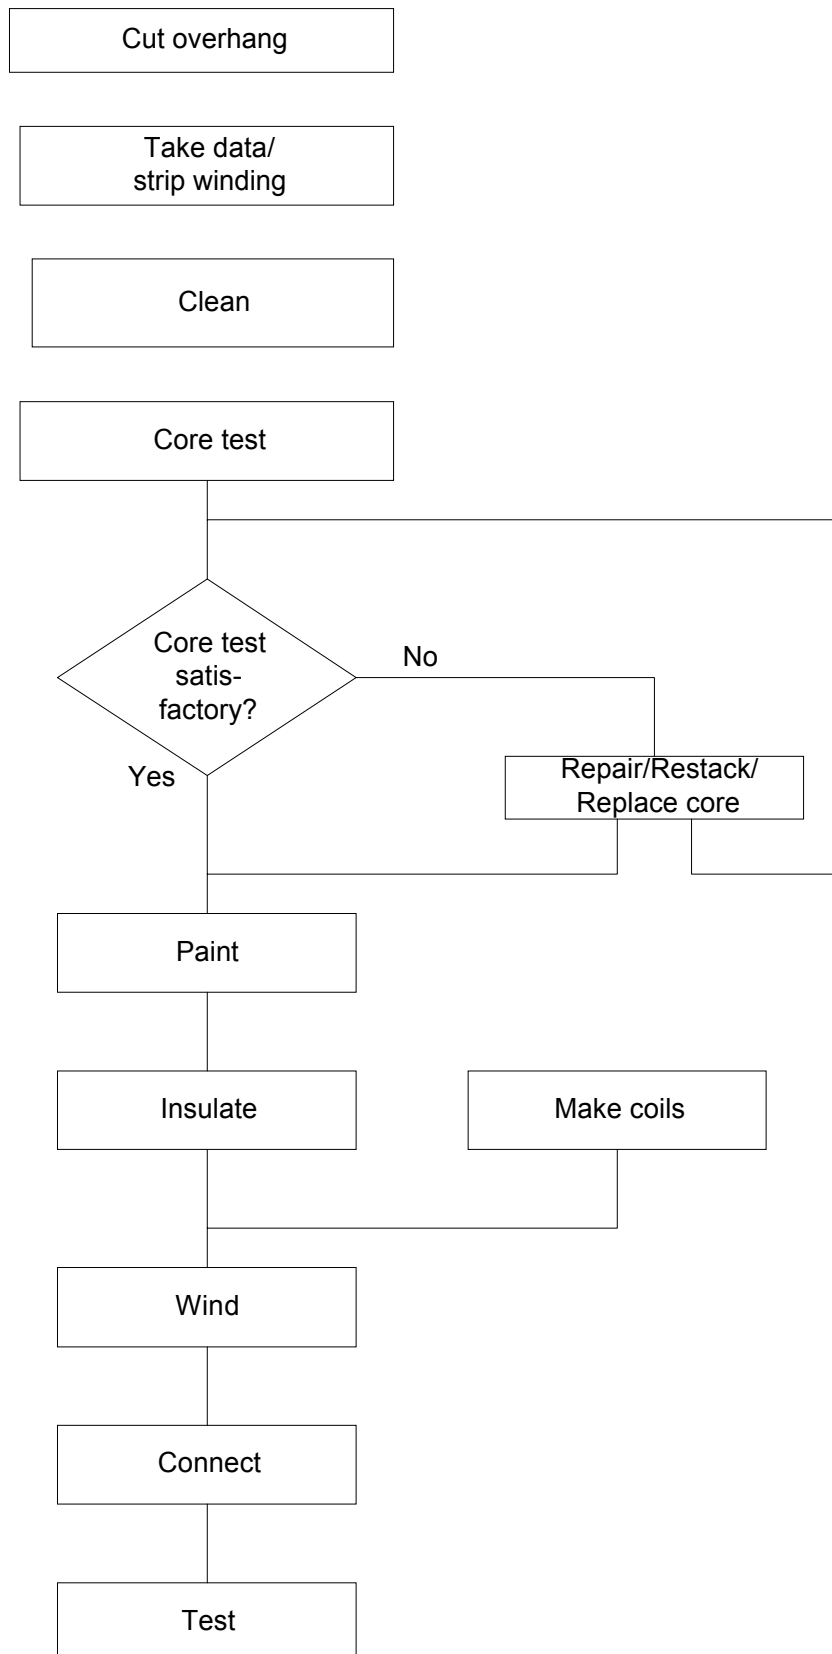 Cut overhang
Take data/
strip winding
Clean
Core test
Core test
satis-
factory?
No
Yes
Repair/Restack/
Replace core
Paint
Insulate
Make coils
Wind
Connect
Test